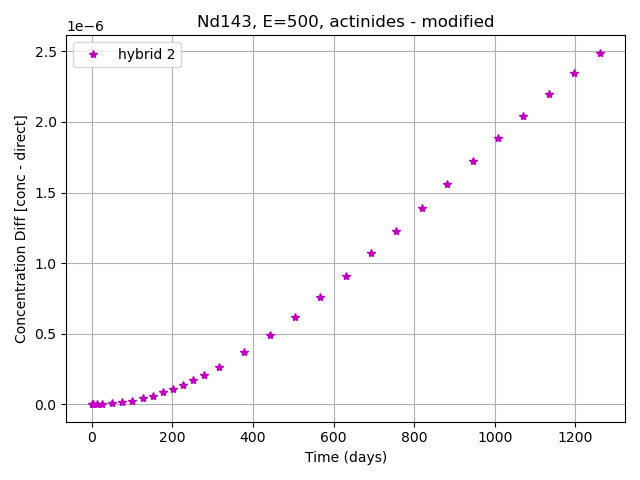 Nd143, E=500, actinides - modified
1e−6
hybrid 2
2.5
2.0
1.5
1.0
0.5
0.0
Concentration Diff [conc - direct]
0 200 400 600 800 1000 1200
Time (days)